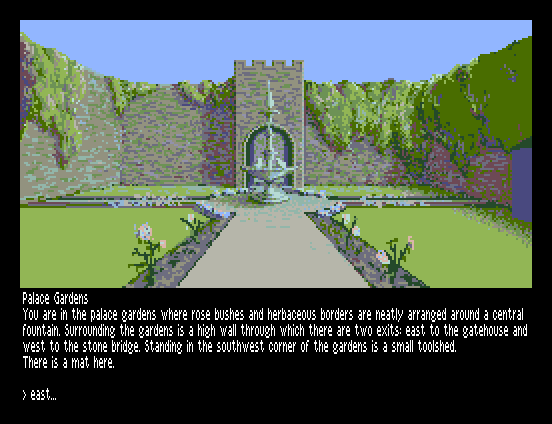 Palace Gardens
You are in the palace gardens where rose bushes and herbaceous borders are neatly arranged around a central
fountain. Surrounding the gardens is a high wall through which there are two exits: east to the gatehouse and
west to the stone bridge. Standing in the southwest corner of the gardens is a small toolshed.
There is a mat here.
> east...